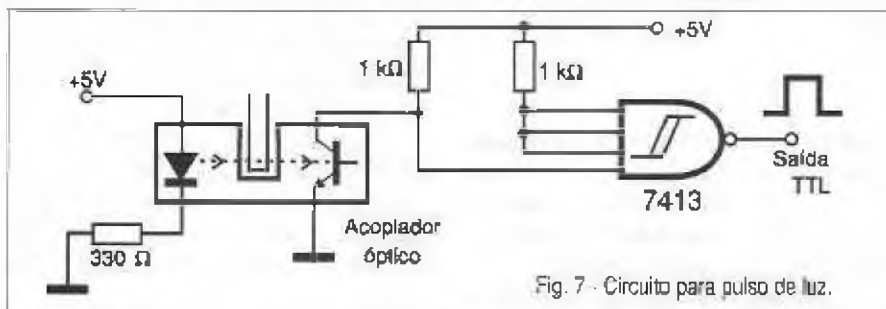 +5V
1 kΩ
1 kΩ
+5V
Saída
TTL
7413
Acoplador
óptico
330 Ω
Fig. 7 - Circuito para pulso de luz.